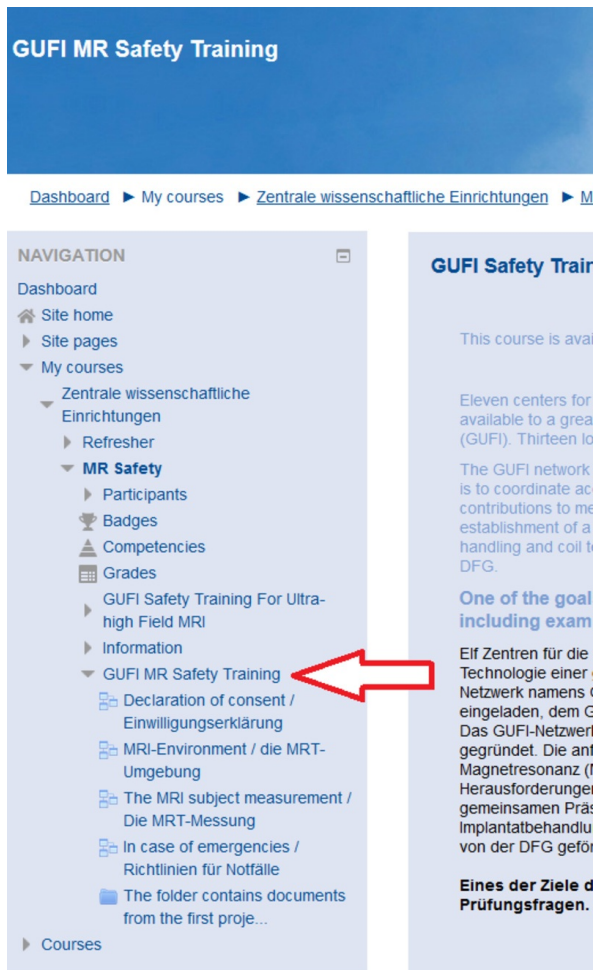 GUFI MR Safety Training
Dashboard ► My courses ► Zentrale wissenschaftliche Einrichtungen ► M
NAVIGATION
Dashboard
Site home
Site pages
My courses
Zentrale wissenschaftliche
Einrichtungen
Refresher
MR Safety
Participants
Badges
Competencies
Grades
GUFI Safety Training For Ultra-
high Field MRI
Information
GUFI MR Safety Training
Declaration of consent /
Einwilligungserklärung
MRI-Environment / die MRT-
Umgebung
The MRI subject measurement /
Die MRT-Messung
In case of emergencies /
Richtlinien für Notfälle
The folder contains documents
from the first proje...
Courses
GUFI Safety Train
This course is avai
Eleven centers for
available to a grea
(GUFI). Thirteen lo
The GUFI network
is to coordinate ac
contributions to me
establishment of a
handling and coil te
DFG.
One of the goal
including exam
Elf Zentren für die
Technologie einer
Netzwerk namens G
eingeladen, dem G
Das GUFI-Netzwerk
gegründet. Die anf
Magnetresonanz (M
Herausforderungen
gemeinsamen Präs
Implantatbehandlu
von der DFG geför
Eines der Ziele d
Prüfungsfragen.